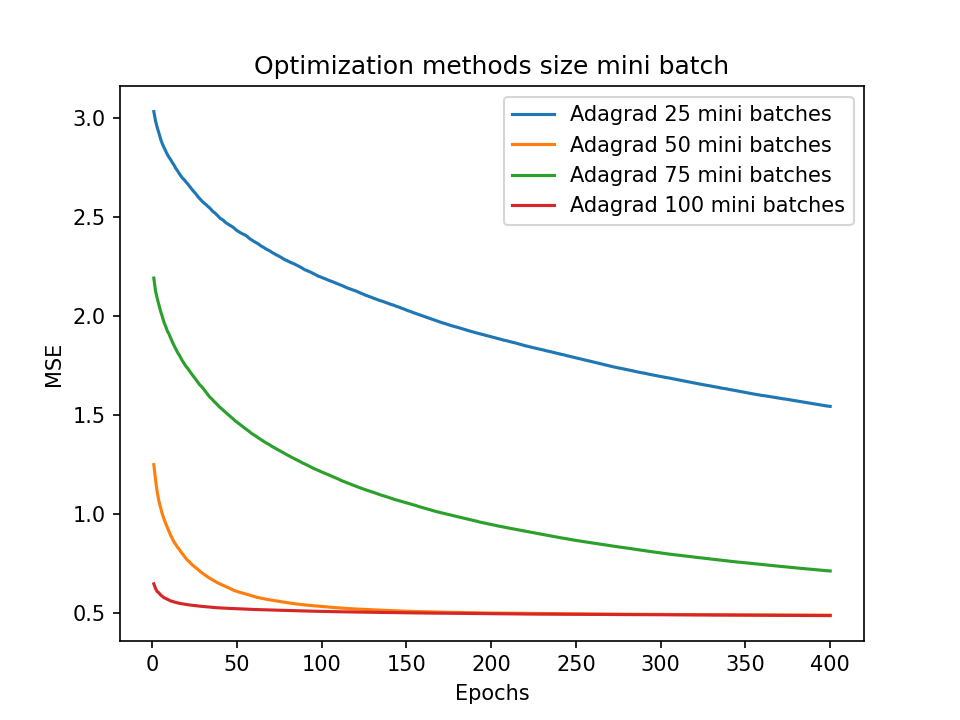 Optimization methods size mini batch
Adagrad 25 mini batches
Adagrad 50 mini batches
Adagrad 75 mini batches
Adagrad 100 mini batches
MSE
3.0
2.5
2.0
1.5
1.0
0.5
0 50 100 150 200 250 300 350 400
Epochs